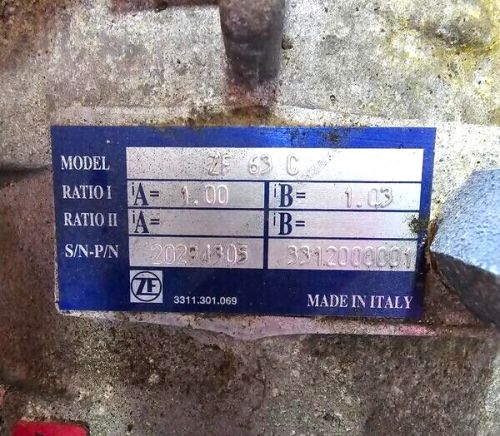 MODEL ZF 63 C
RATIO I iA= 1.00 iB= 1.03
RATIO II iA= iB=
S/N-P/N 20294305 3312000001
ZF 3311.301.069 MADE IN ITALY